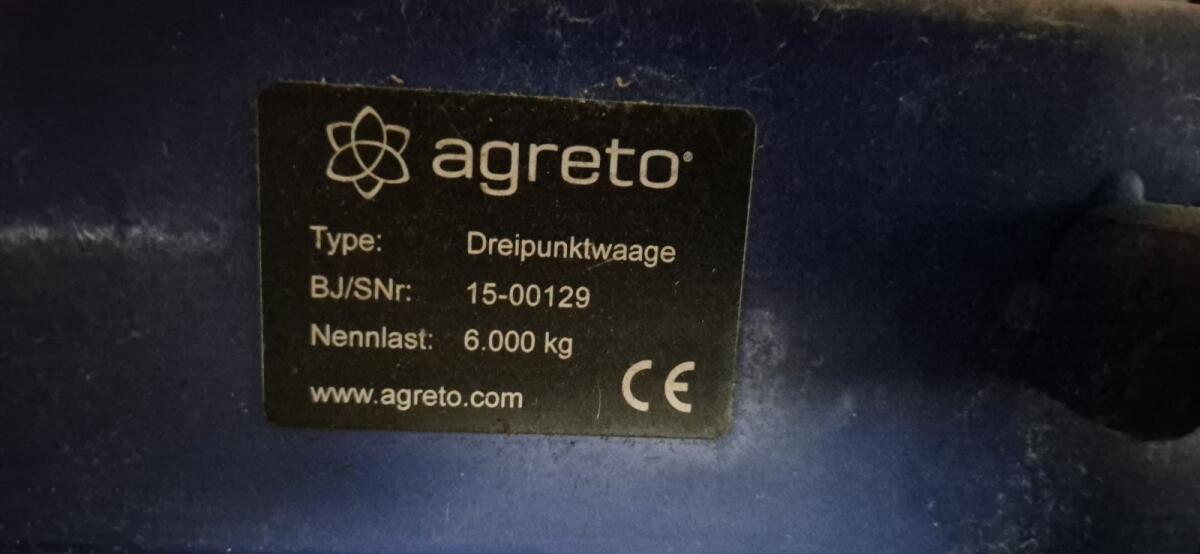 agreto®
Type: Dreipunktwaage
BJ/SNr: 15-00129
Nennlast: 6.000 kg
www.agreto.com CE